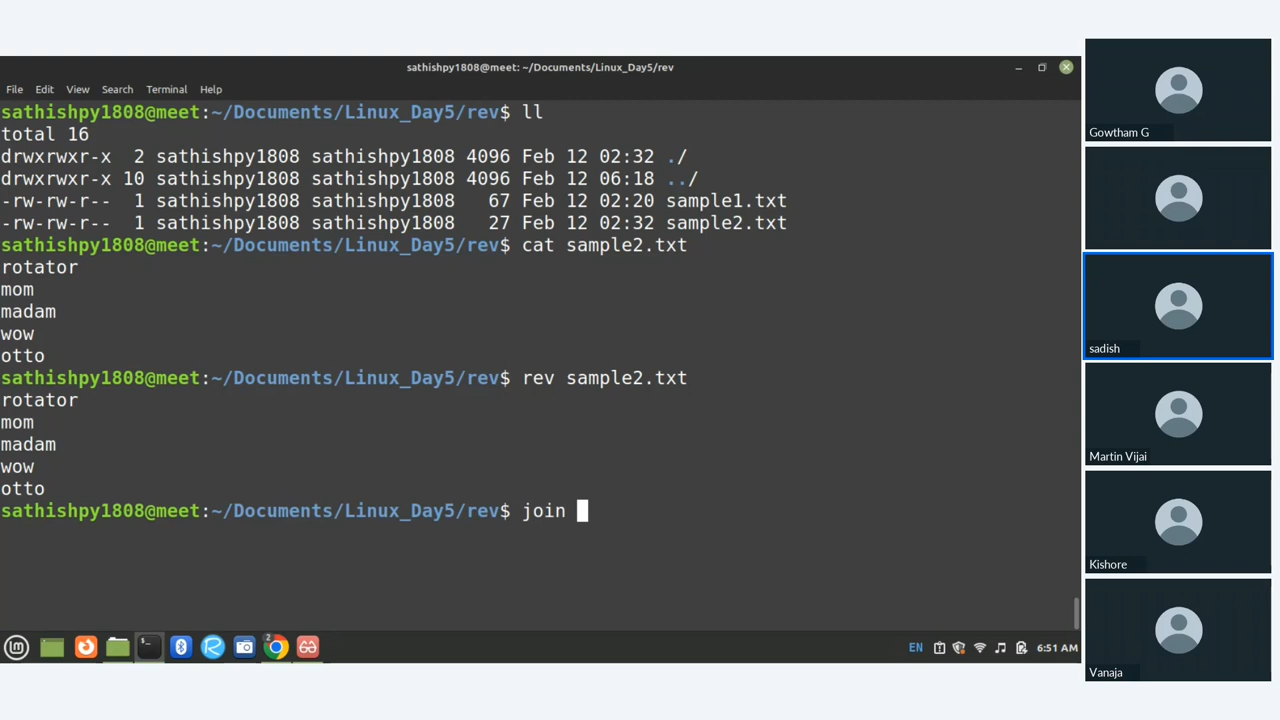 sathishpy1808@meet: ~/Documents/Linux_Day5/rev
File Edit View Search Terminal Help
sathishpy1808@meet:~/Documents/Linux_Day5/rev$ ll
total 16
drwxrwxr-x  2 sathishpy1808 sathishpy1808 4096 Feb 12 02:32 ./
drwxrwxr-x 10 sathishpy1808 sathishpy1808 4096 Feb 12 06:18 ../
-rw-rw-r--  1 sathishpy1808 sathishpy1808   67 Feb 12 02:20 sample1.txt
-rw-rw-r--  1 sathishpy1808 sathishpy1808   27 Feb 12 02:32 sample2.txt
sathishpy1808@meet:~/Documents/Linux_Day5/rev$ cat sample2.txt
rotator
mom
madam
wow
otto
sathishpy1808@meet:~/Documents/Linux_Day5/rev$ rev sample2.txt
rotator
mom
madam
wow
otto
sathishpy1808@meet:~/Documents/Linux_Day5/rev$ join
2
EN 6:51 AM
Gowtham G
sadish
Martin Vijai
Kishore
Vanaja